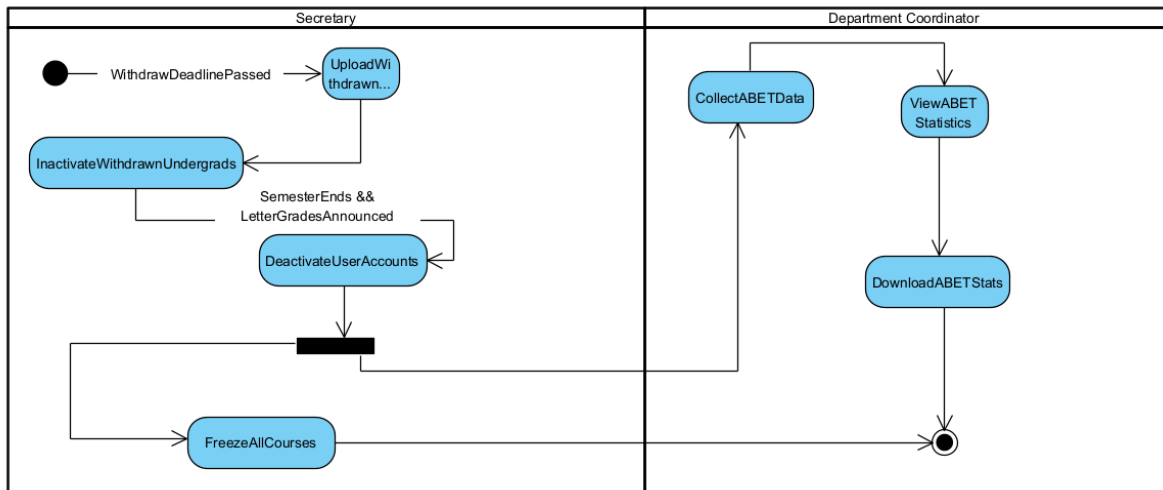 Secretary
Department Coordinator
WithdrawDeadlinePassed
UploadWi
thdrawn...
InactivateWithdrawnUndergrads
SemesterEnds &&
LetterGradesAnnounced
DeactivateUserAccounts
FreezeAllCourses
CollectABETData
ViewABET
Statistics
DownloadABETStats